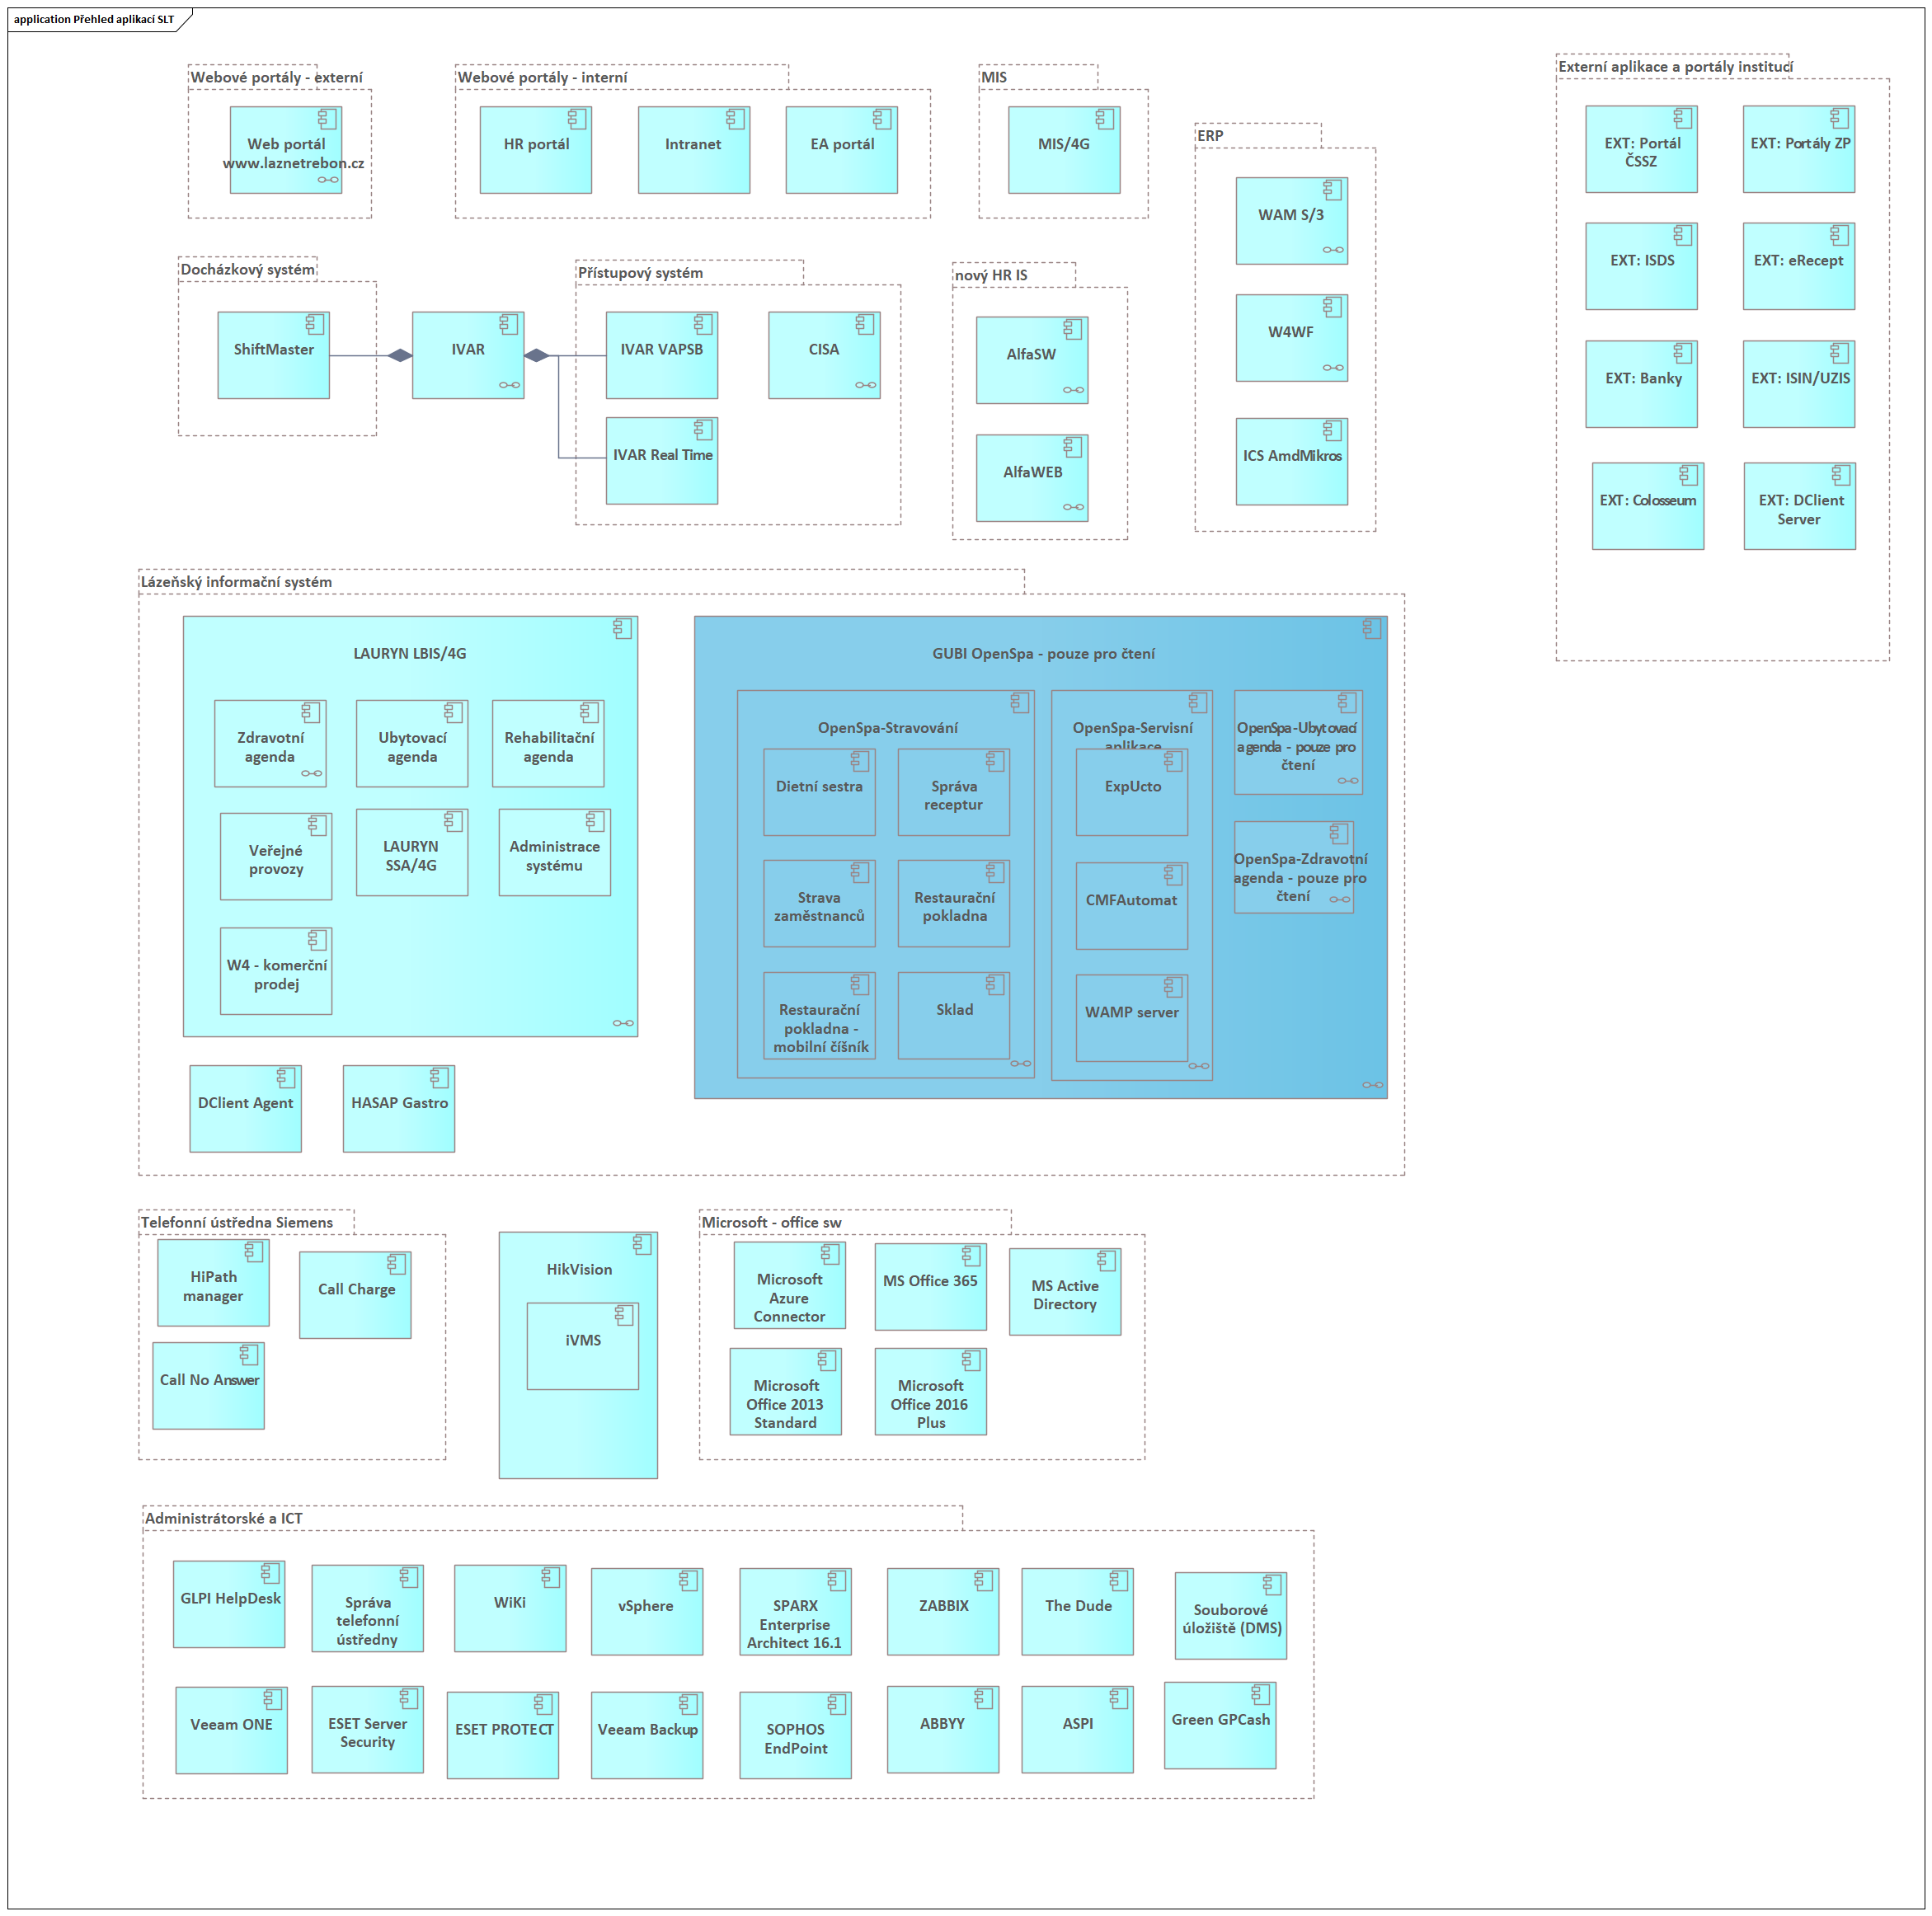 application Přehled aplikací SLT
Webové portály - externí
Web portál
www.laznetrebon.cz
Webové portály - interní
HR portál
Intranet
EA portál
MIS
MIS/4G
ERP
WAM S/3
W4WF
ICS AmdMikros
Externí aplikace a portály institucí
EXT: Portál
ČSSZ
EXT: Portály ZP
EXT: ISDS
EXT: eRecept
EXT: Banky
EXT: ISIN/UZIS
EXT: Colosseum
EXT: DClient
Server
Docházkový systém
ShiftMaster
IVAR
Přístupový systém
IVAR VAPSB
CISA
IVAR Real Time
nový HR IS
AlfaSW
AlfaWEB
Lázeňský informační systém
LAURYN LBIS/4G
Zdravotní
agenda
Ubytovací
agenda
Rehabilitační
agenda
Veřejné
provozy
LAURYN
SSA/4G
Administrace
systému
W4 - komerční
prodej
DClient Agent
HASAP Gastro
GUBI OpenSpa - pouze pro čtení
OpenSpa-Stravování
Dietní sestra
Správa
receptur
Strava
zaměstnanců
Restaurační
pokladna
Restaurační
pokladna -
mobilní číšník
Sklad
OpenSpa-Servisní
aplikace
ExpUcto
CMFAutomat
WAMP server
OpenSpa-Ubytovací
agenda - pouze pro
čtení
OpenSpa-Zdravotní
agenda - pouze pro
čtení
Telefonní ústředna Siemens
HiPath
manager
Call Charge
Call No Answer
HikVision
iVMS
Microsoft - office sw
Microsoft
Azure
Connector
MS Office 365
MS Active
Directory
Microsoft
Office 2013
Standard
Microsoft
Office 2016
Plus
Administrátorské a ICT
GLPI HelpDesk
Správa
telefonní
ústředny
WiKi
vSphere
SPARX
Enterprise
Architect 16.1
ZABBIX
The Dude
Souborové
úložiště (DMS)
Veeam ONE
ESET Server
Security
ESET PROTECT
Veeam Backup
SOPHOS
EndPoint
ABBYY
ASPI
Green GPCash